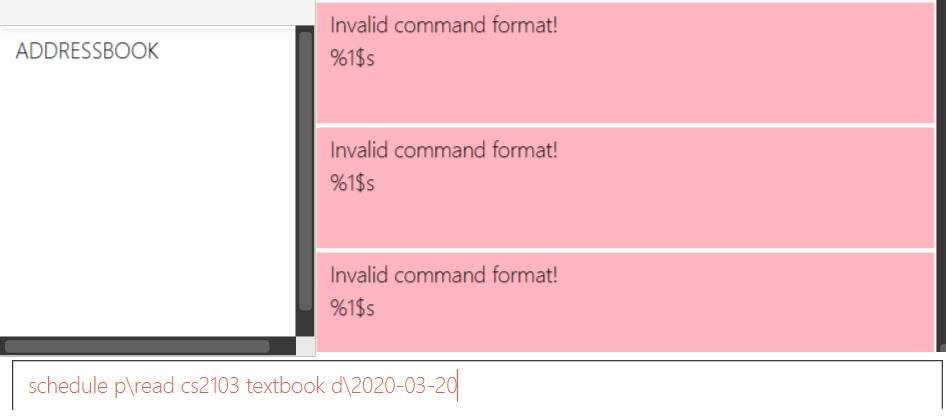 ADDRESSBOOK
Invalid command format!
%1$s
Invalid command format!
%1$s
Invalid command format!
%1$s
schedule p\read cs2103 textbook d\2020-03-20